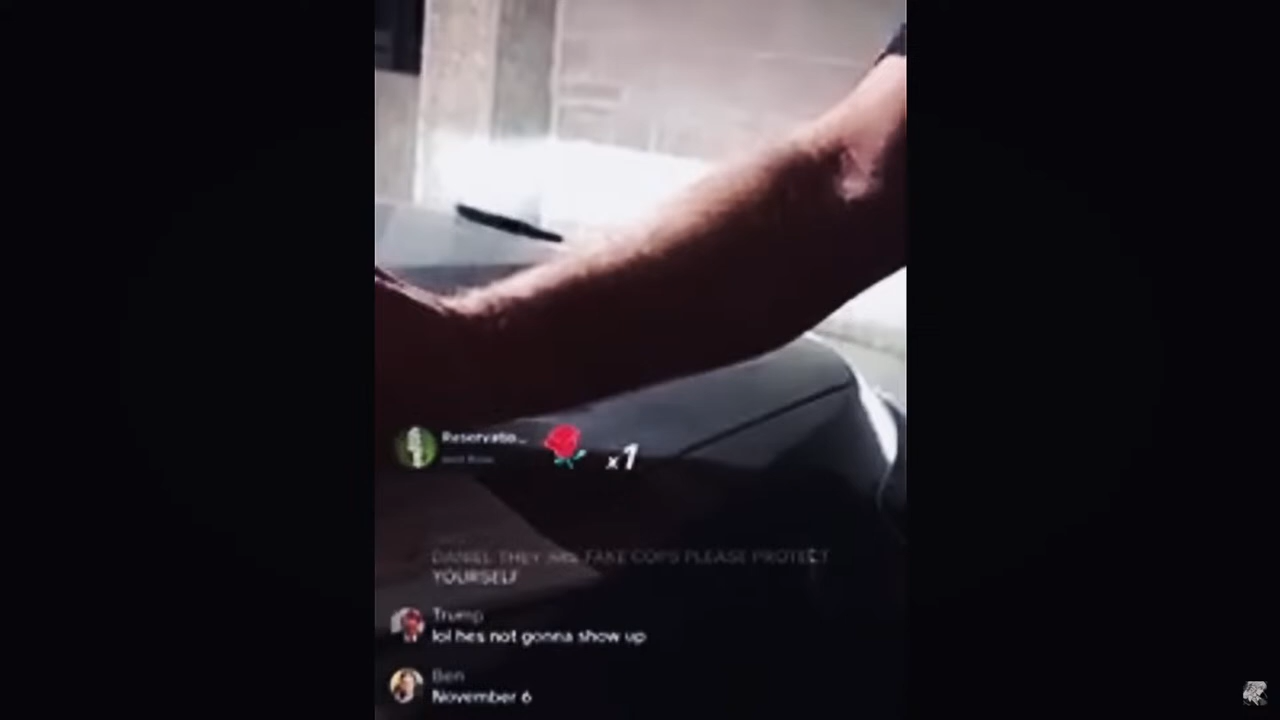 Reservatio...
x1
DANIEL THEY ARE FAKE COPS PLEASE PROTECT
YOURSELF
Trump
lol hes not gonna show up
Ben
November 6